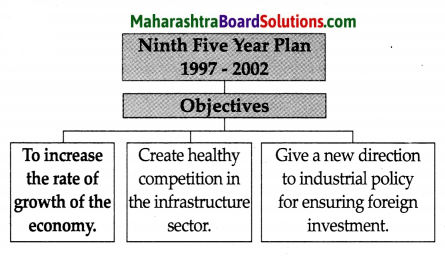 MaharashtraBoardSolutions.com
Ninth Five Year Plan
1997 - 2002
Objectives
To increase
the rate of
growth of the
economy.
Create healthy
competition in
the infrastructure
sector.
Give a new direction
to industrial policy
for ensuring foreign
investment.